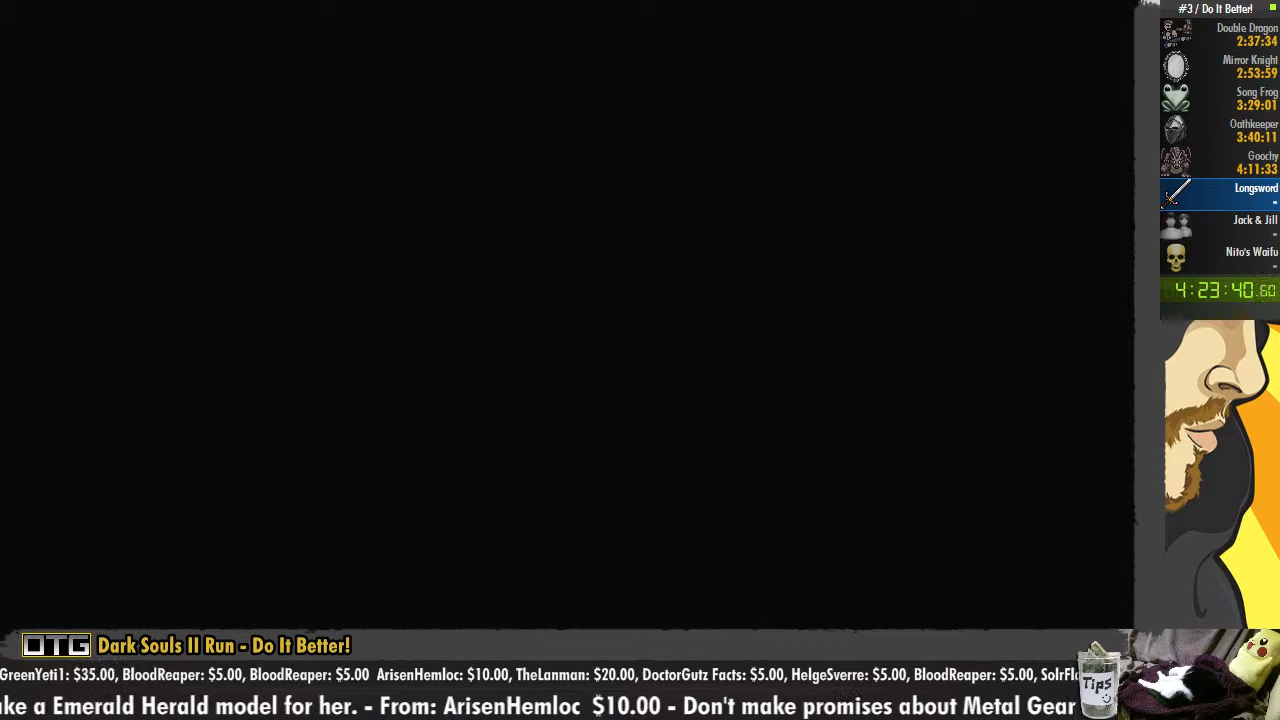 #3 / Do It Better!
Double Dragon
2:37:34
Mirror Knight
2:53:59
Song Frog
3:29:01
Oathkeeper
3:40:11
Goochy
4:11:33
Longsword
-
Jack & Jill
-
Nito's Waifu
-
4:23:40.60
OTG Dark Souls II Run - Do It Better!
GreenYeti1: $35.00, BloodReaper: $5.00, BloodReaper: $5.00 ArisenHemloc: $10.00, TheLanman: $20.00, DoctorGutz Facts: $5.00, HelgeSverre: $5.00, BloodReaper: $5.00, SolrFl
Tips
ke a Emerald Herald model for her. - From: ArisenHemloc $10.00 - Don't make promises about Metal Gear